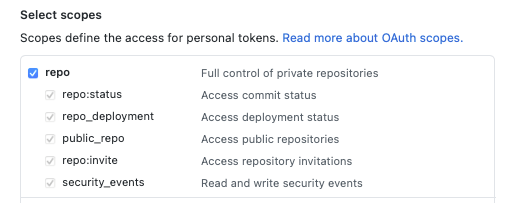 Select scopes
Scopes define the access for personal tokens. Read more about OAuth scopes.
repo Full control of private repositories
repo:status Access commit status
repo_deployment Access deployment status
public_repo Access public repositories
repo:invite Access repository invitations
security_events Read and write security events